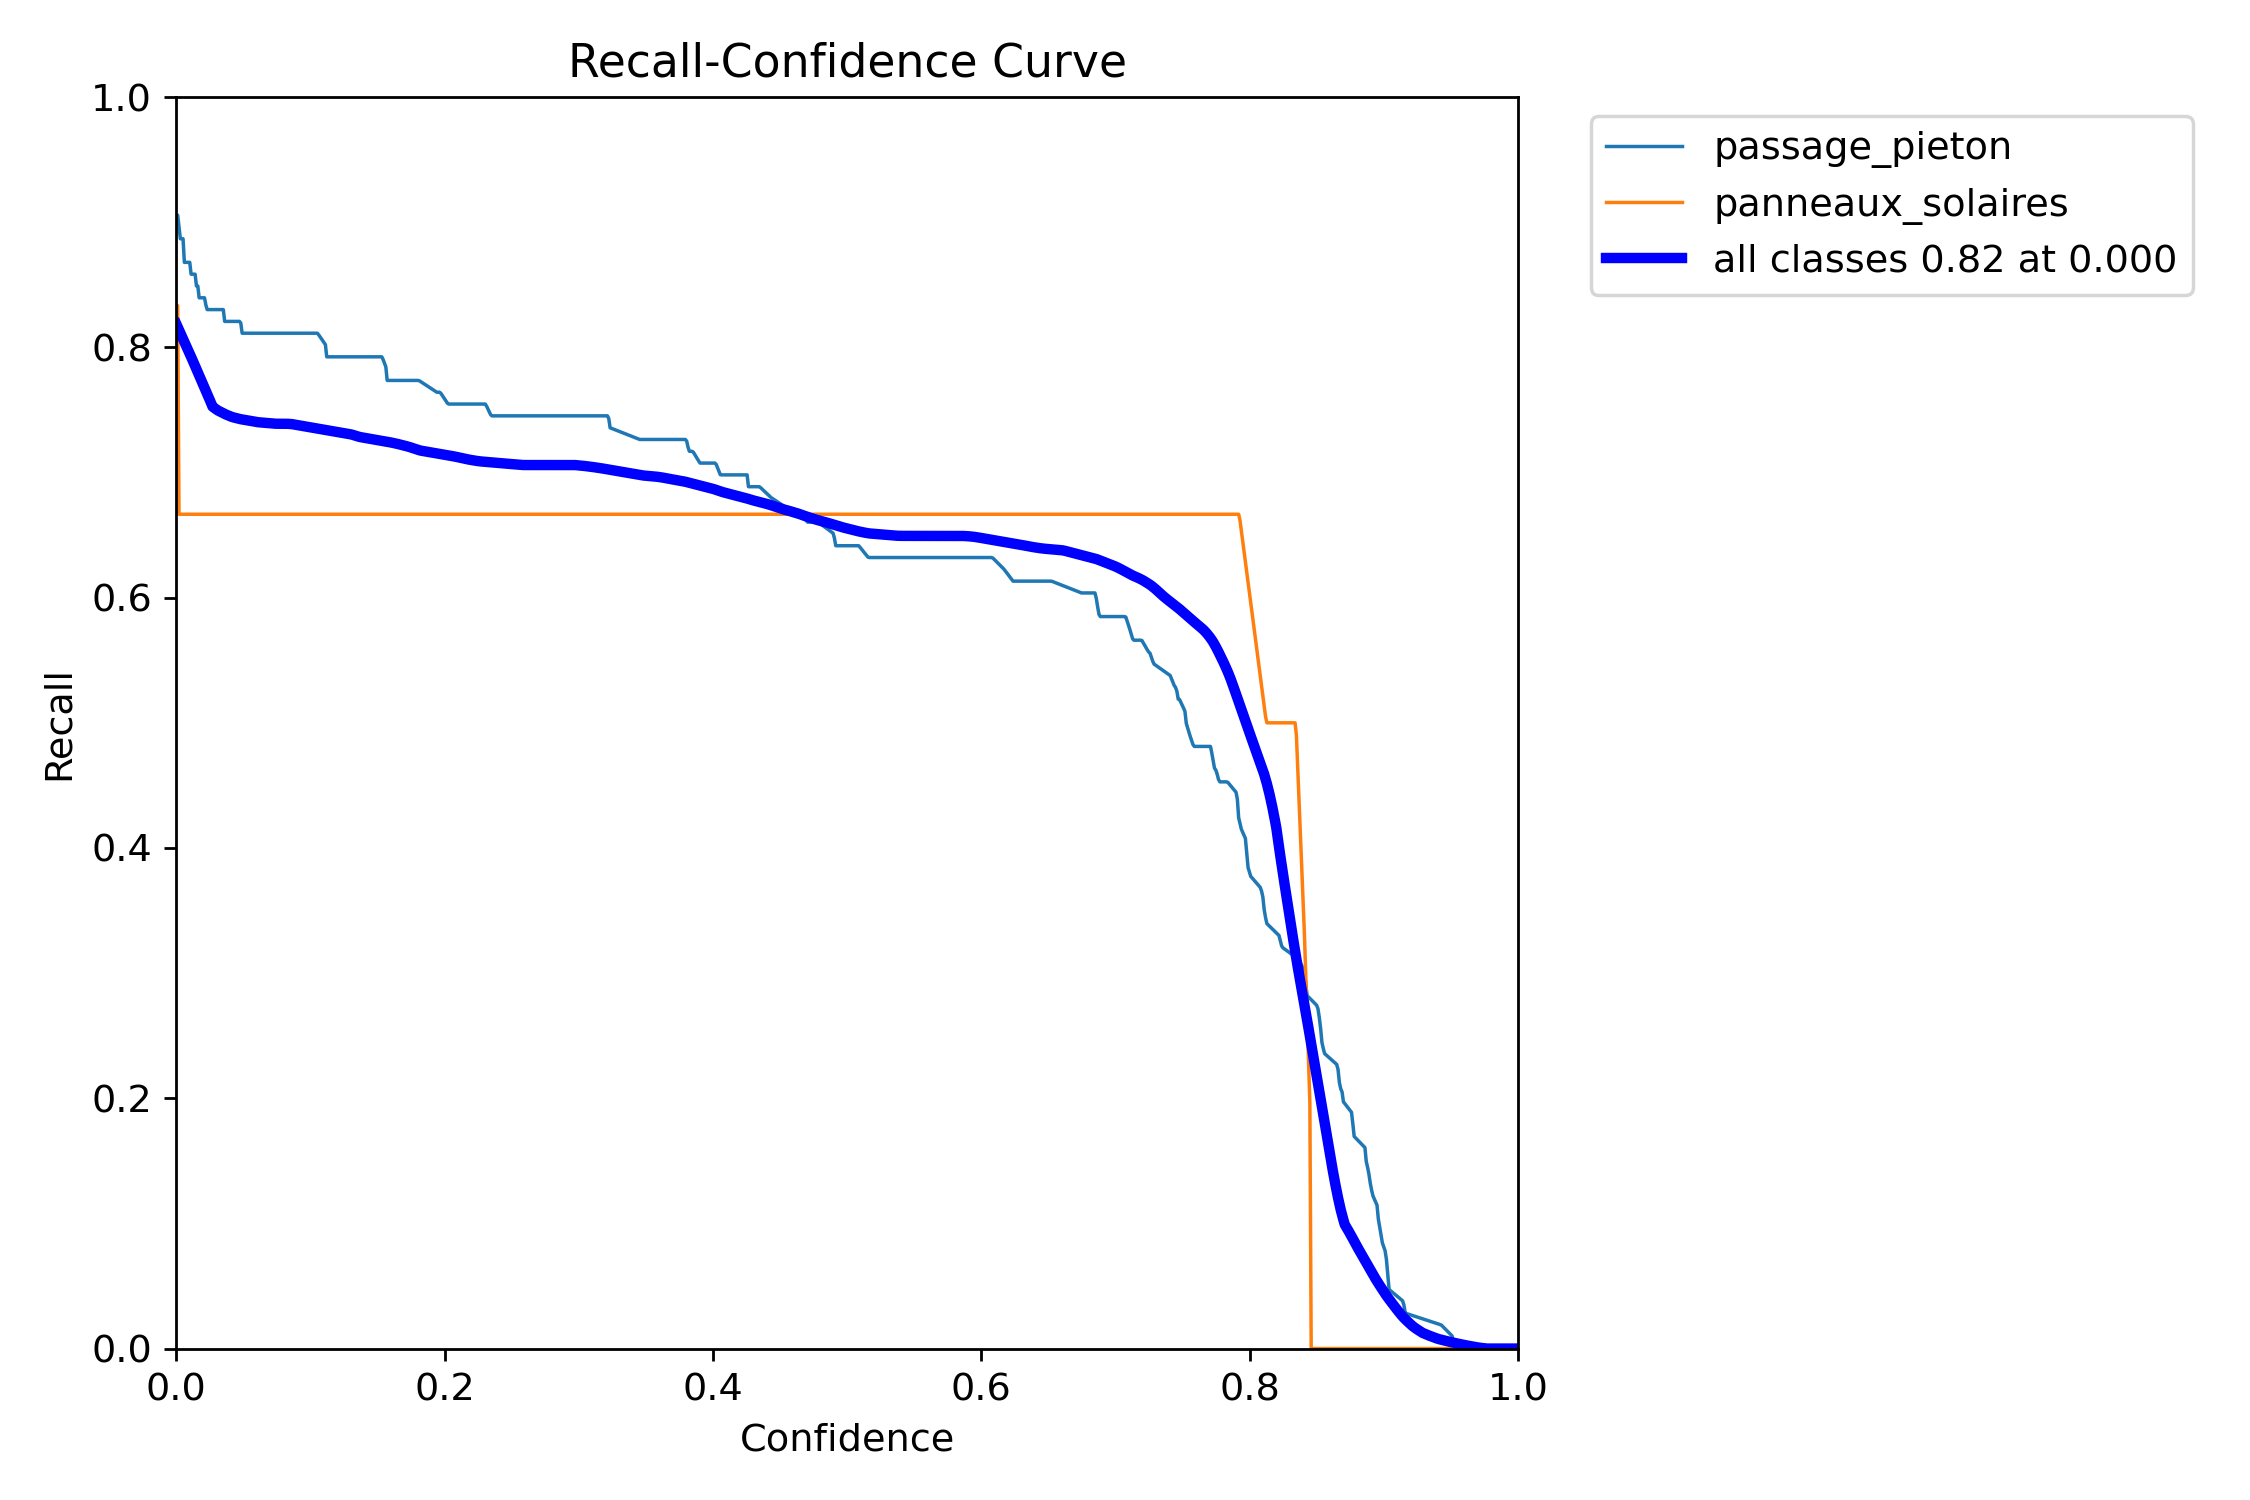 Recall-Confidence Curve
1.0
0.8
0.6
0.4
0.2
0.0
Recall
0.0 0.2 0.4 0.6 0.8 1.0
Confidence
passage_pieton
panneaux_solaires
all classes 0.82 at 0.000